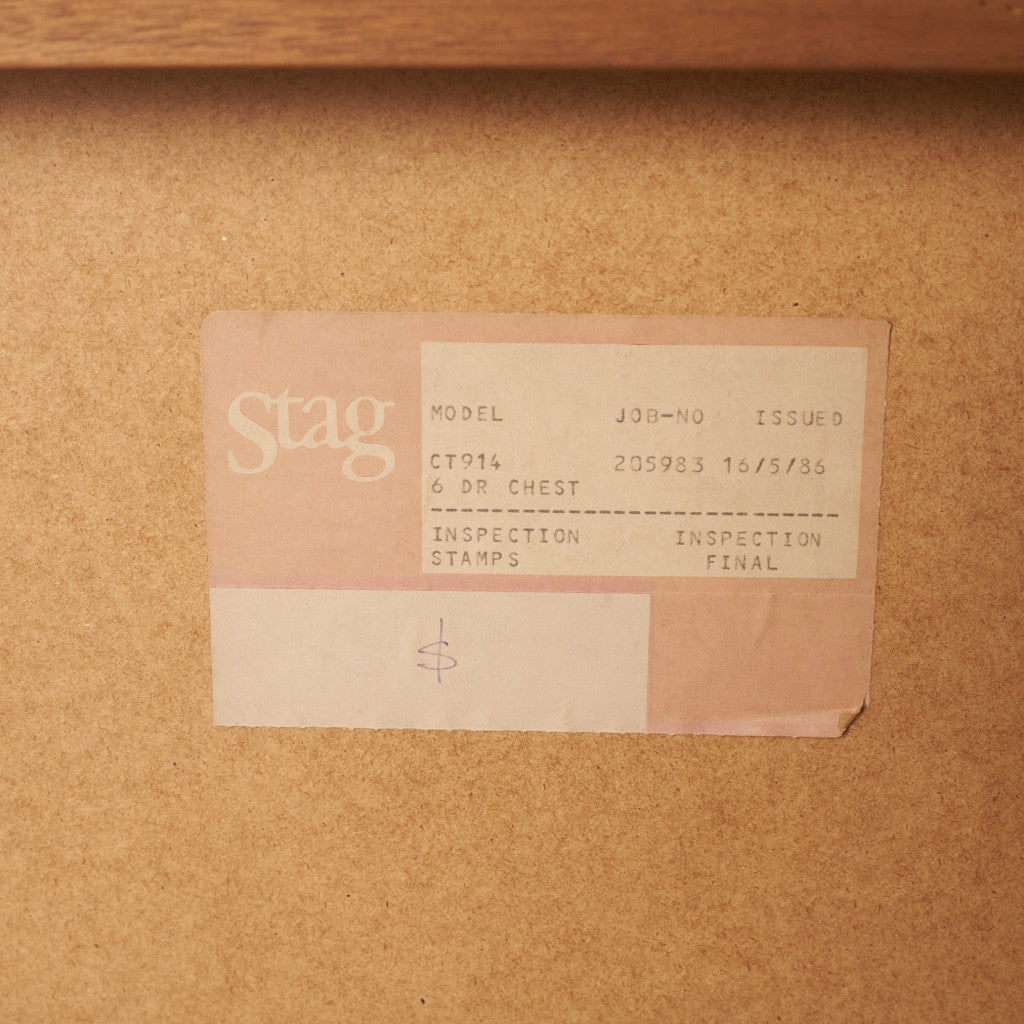 Stag
MODEL JOB-NO ISSUED
CT914 205983 16/5/86
6 DR CHEST
INSPECTION INSPECTION
STAMPS FINAL
$